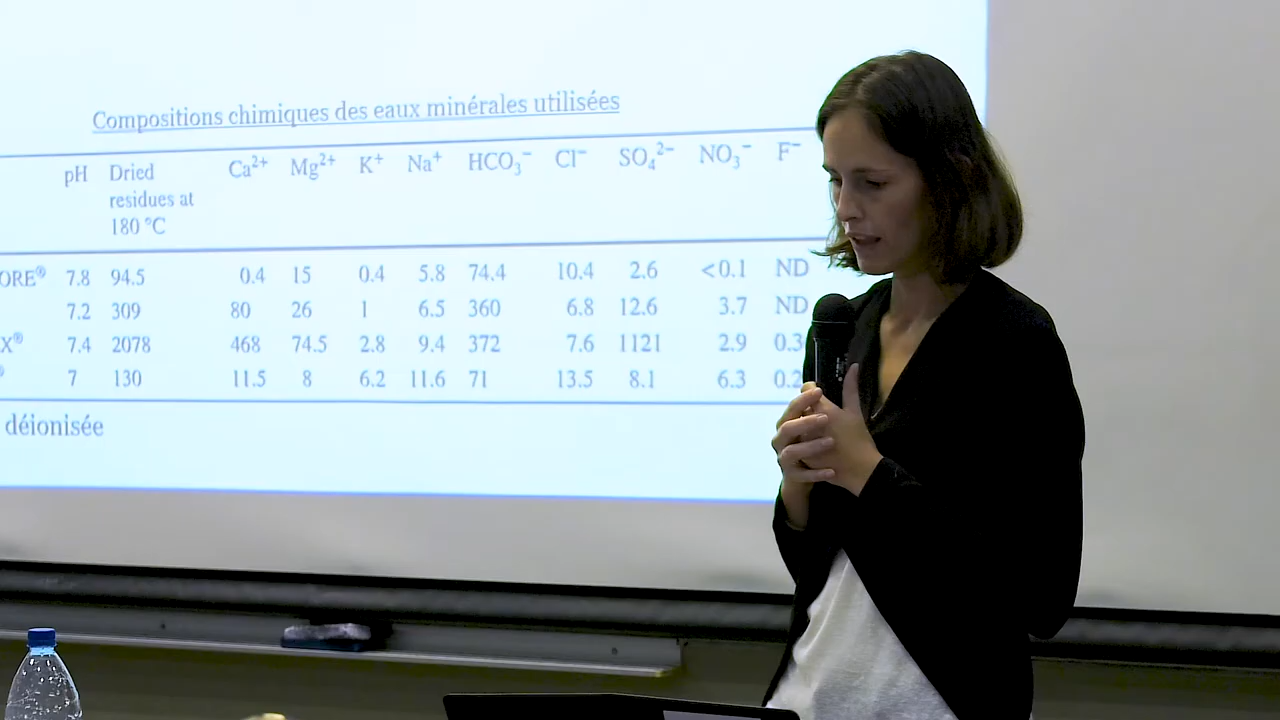 Compositions chimiques des eaux minérales utilisées
pH Dried residues at 180 °C Ca²⁺ Mg²⁺ K⁺ Na⁺ HCO₃⁻ Cl⁻ SO₄²⁻ NO₃⁻ F⁻
ORE® 7.8 94.5 0.4 15 0.4 5.8 74.4 10.4 2.6 <0.1 ND
7.2 309 80 26 1 6.5 360 6.8 12.6 3.7 ND
X® 7.4 2078 468 74.5 2.8 9.4 372 7.6 1121 2.9 0.3
® 7 130 11.5 8 6.2 11.6 71 13.5 8.1 6.3 0.2
déionisée